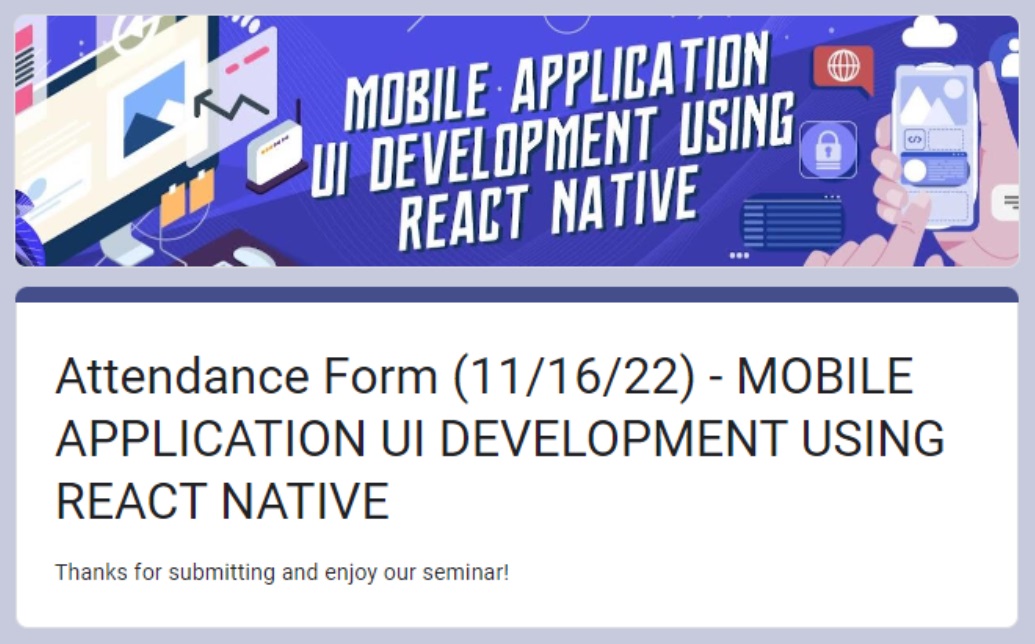 MOBILE APPLICATION
UI DEVELOPMENT USING
REACT NATIVE
</>
Attendance Form (11/16/22) - MOBILE
APPLICATION UI DEVELOPMENT USING
REACT NATIVE
Thanks for submitting and enjoy our seminar!